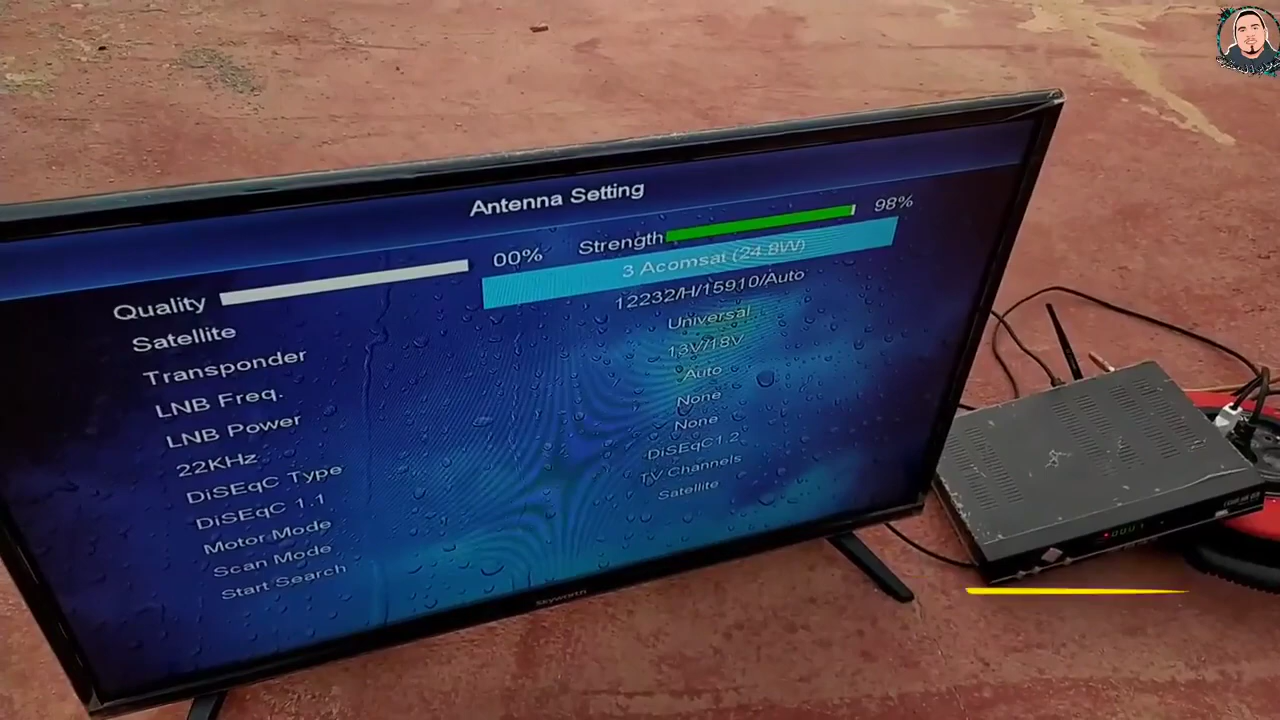 Antenna Setting
Quality 00% Strength 98%
Satellite 3 Acomsat (24.8W)
Transponder 12232/H/15910/Auto
LNB Freq. Universal
LNB Power 13V/18V
22KHz Auto
DiSEqC Type None
DiSEqC 1.1 None
Motor Mode DiSEqC1.2
Scan Mode TV Channels
Start Search Satellite
Skyworth
0001